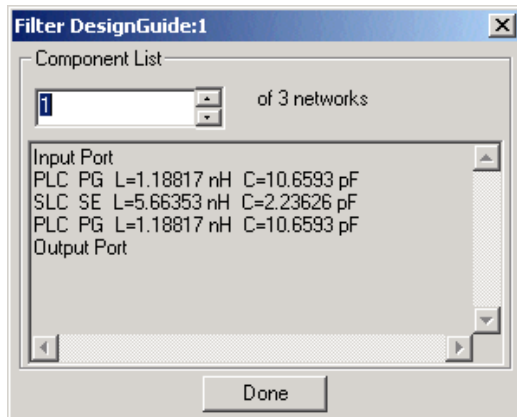 Filter DesignGuide:1
Component List
1
of 3 networks
Input Port
PLC PG L=1.18817 nH C=10.6593 pF
SLC SE L=5.66353 nH C=2.23626 pF
PLC PG L=1.18817 nH C=10.6593 pF
Output Port
Done